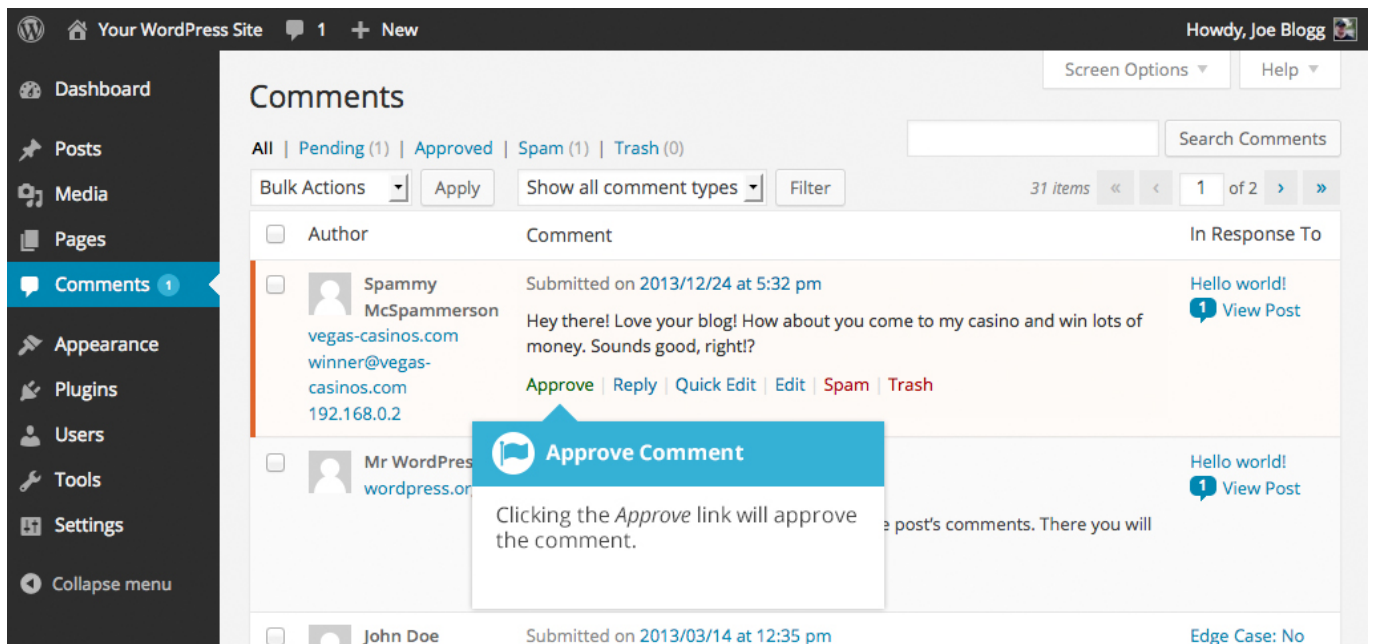 Your WordPress Site 1 + New Howdy, Joe Blogg
Screen Options Help
Dashboard
Posts
Media
Pages
Comments 1
Appearance
Plugins
Users
Tools
Settings
Collapse menu
Comments
All | Pending (1) | Approved | Spam (1) | Trash (0)
Search Comments
Bulk Actions Apply Show all comment types Filter 31 items « ‹ 1 of 2 › »
Author Comment In Response To
Spammy
McSpammerson
vegas-casinos.com
winner@vegas-
casinos.com
192.168.0.2
Submitted on 2013/12/24 at 5:32 pm
Hey there! Love your blog! How about you come to my casino and win lots of
money. Sounds good, right!?
Approve | Reply | Quick Edit | Edit | Spam | Trash
Hello world!
1 View Post
Approve Comment
Clicking the Approve link will approve
the comment.
Mr WordPres
wordpress.or
post's comments. There you will
Hello world!
1 View Post
John Doe
Submitted on 2013/03/14 at 12:35 pm
Edge Case: No